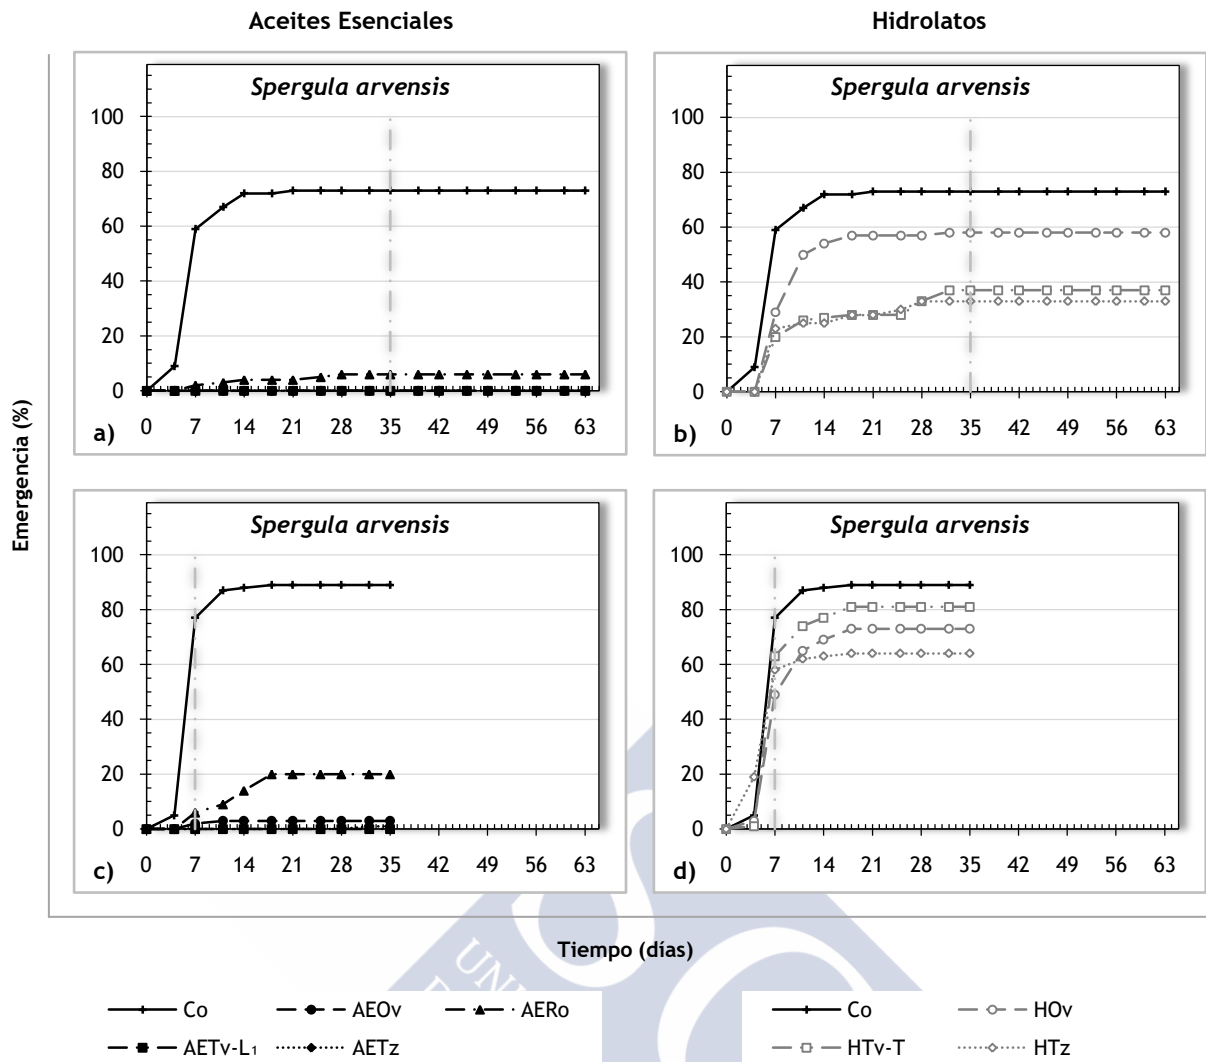 Aceites Esenciales
Hidrolatos
Emergencia (%)
Spergula arvensis
100
80
60
40
20
0
0 7 14 21 28 35 42 49 56 63
a)
Spergula arvensis
100
80
60
40
20
0
0 7 14 21 28 35 42 49 56 63
b)
Spergula arvensis
100
80
60
40
20
0
0 7 14 21 28 35 42 49 56 63
c)
Spergula arvensis
100
80
60
40
20
0
0 7 14 21 28 35 42 49 56 63
d)
Tiempo (días)
Co AEOv AERo
AETv-L₁ AETz
Co HOv
HTv-T HTz